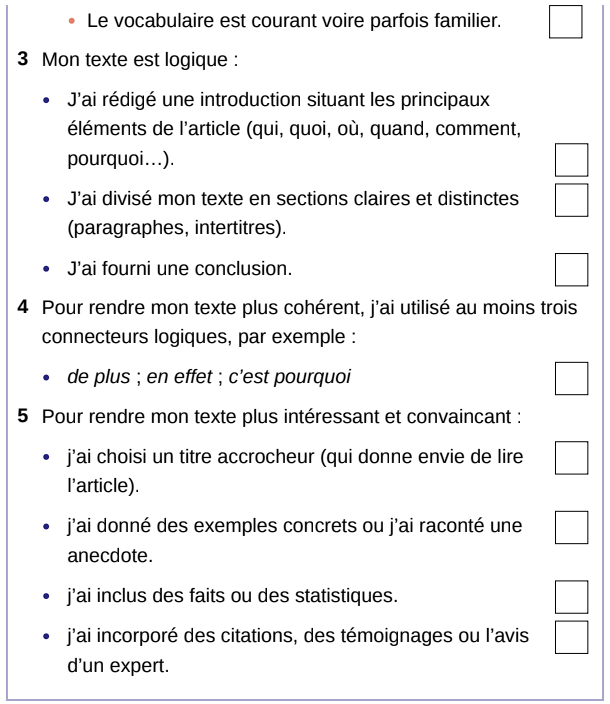 • Le vocabulaire est courant voire parfois familier.
3 Mon texte est logique :
• J’ai rédigé une introduction situant les principaux
éléments de l’article (qui, quoi, où, quand, comment,
pourquoi…).
• J’ai divisé mon texte en sections claires et distinctes
(paragraphes, intertitres).
• J’ai fourni une conclusion.
4 Pour rendre mon texte plus cohérent, j’ai utilisé au moins trois
connecteurs logiques, par exemple :
• de plus ; en effet ; c’est pourquoi
5 Pour rendre mon texte plus intéressant et convaincant :
• j’ai choisi un titre accrocheur (qui donne envie de lire
l’article).
• j’ai donné des exemples concrets ou j’ai raconté une
anecdote.
• j’ai inclus des faits ou des statistiques.
• j’ai incorporé des citations, des témoignages ou l’avis
d’un expert.